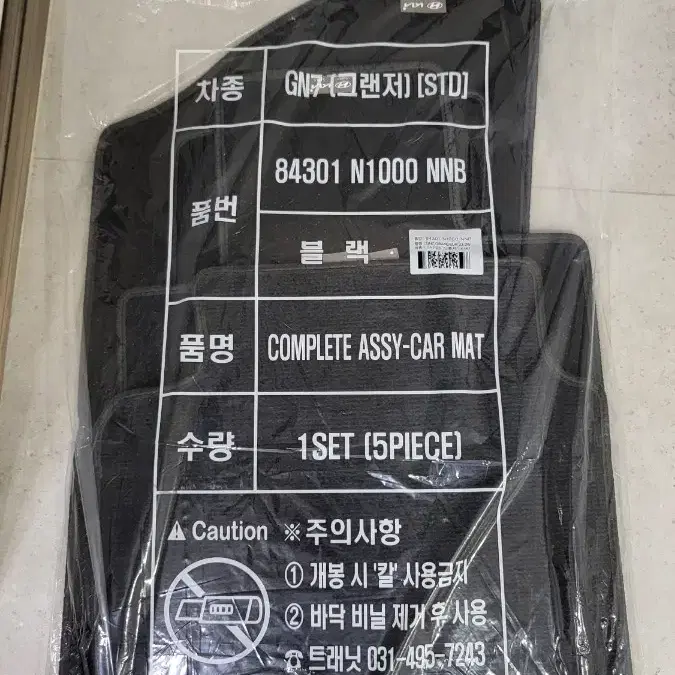 차종 GN7(그랜저) [STD]
품번 84301 N1000 NNB
블랙
품명 COMPLETE ASSY-CAR MAT
수량 1SET (5PIECE)
Caution ※주의사항
① 개봉 시 '칼' 사용금지
② 바닥 비닐 제거 후 사용
☎트래닛 031-495-7243